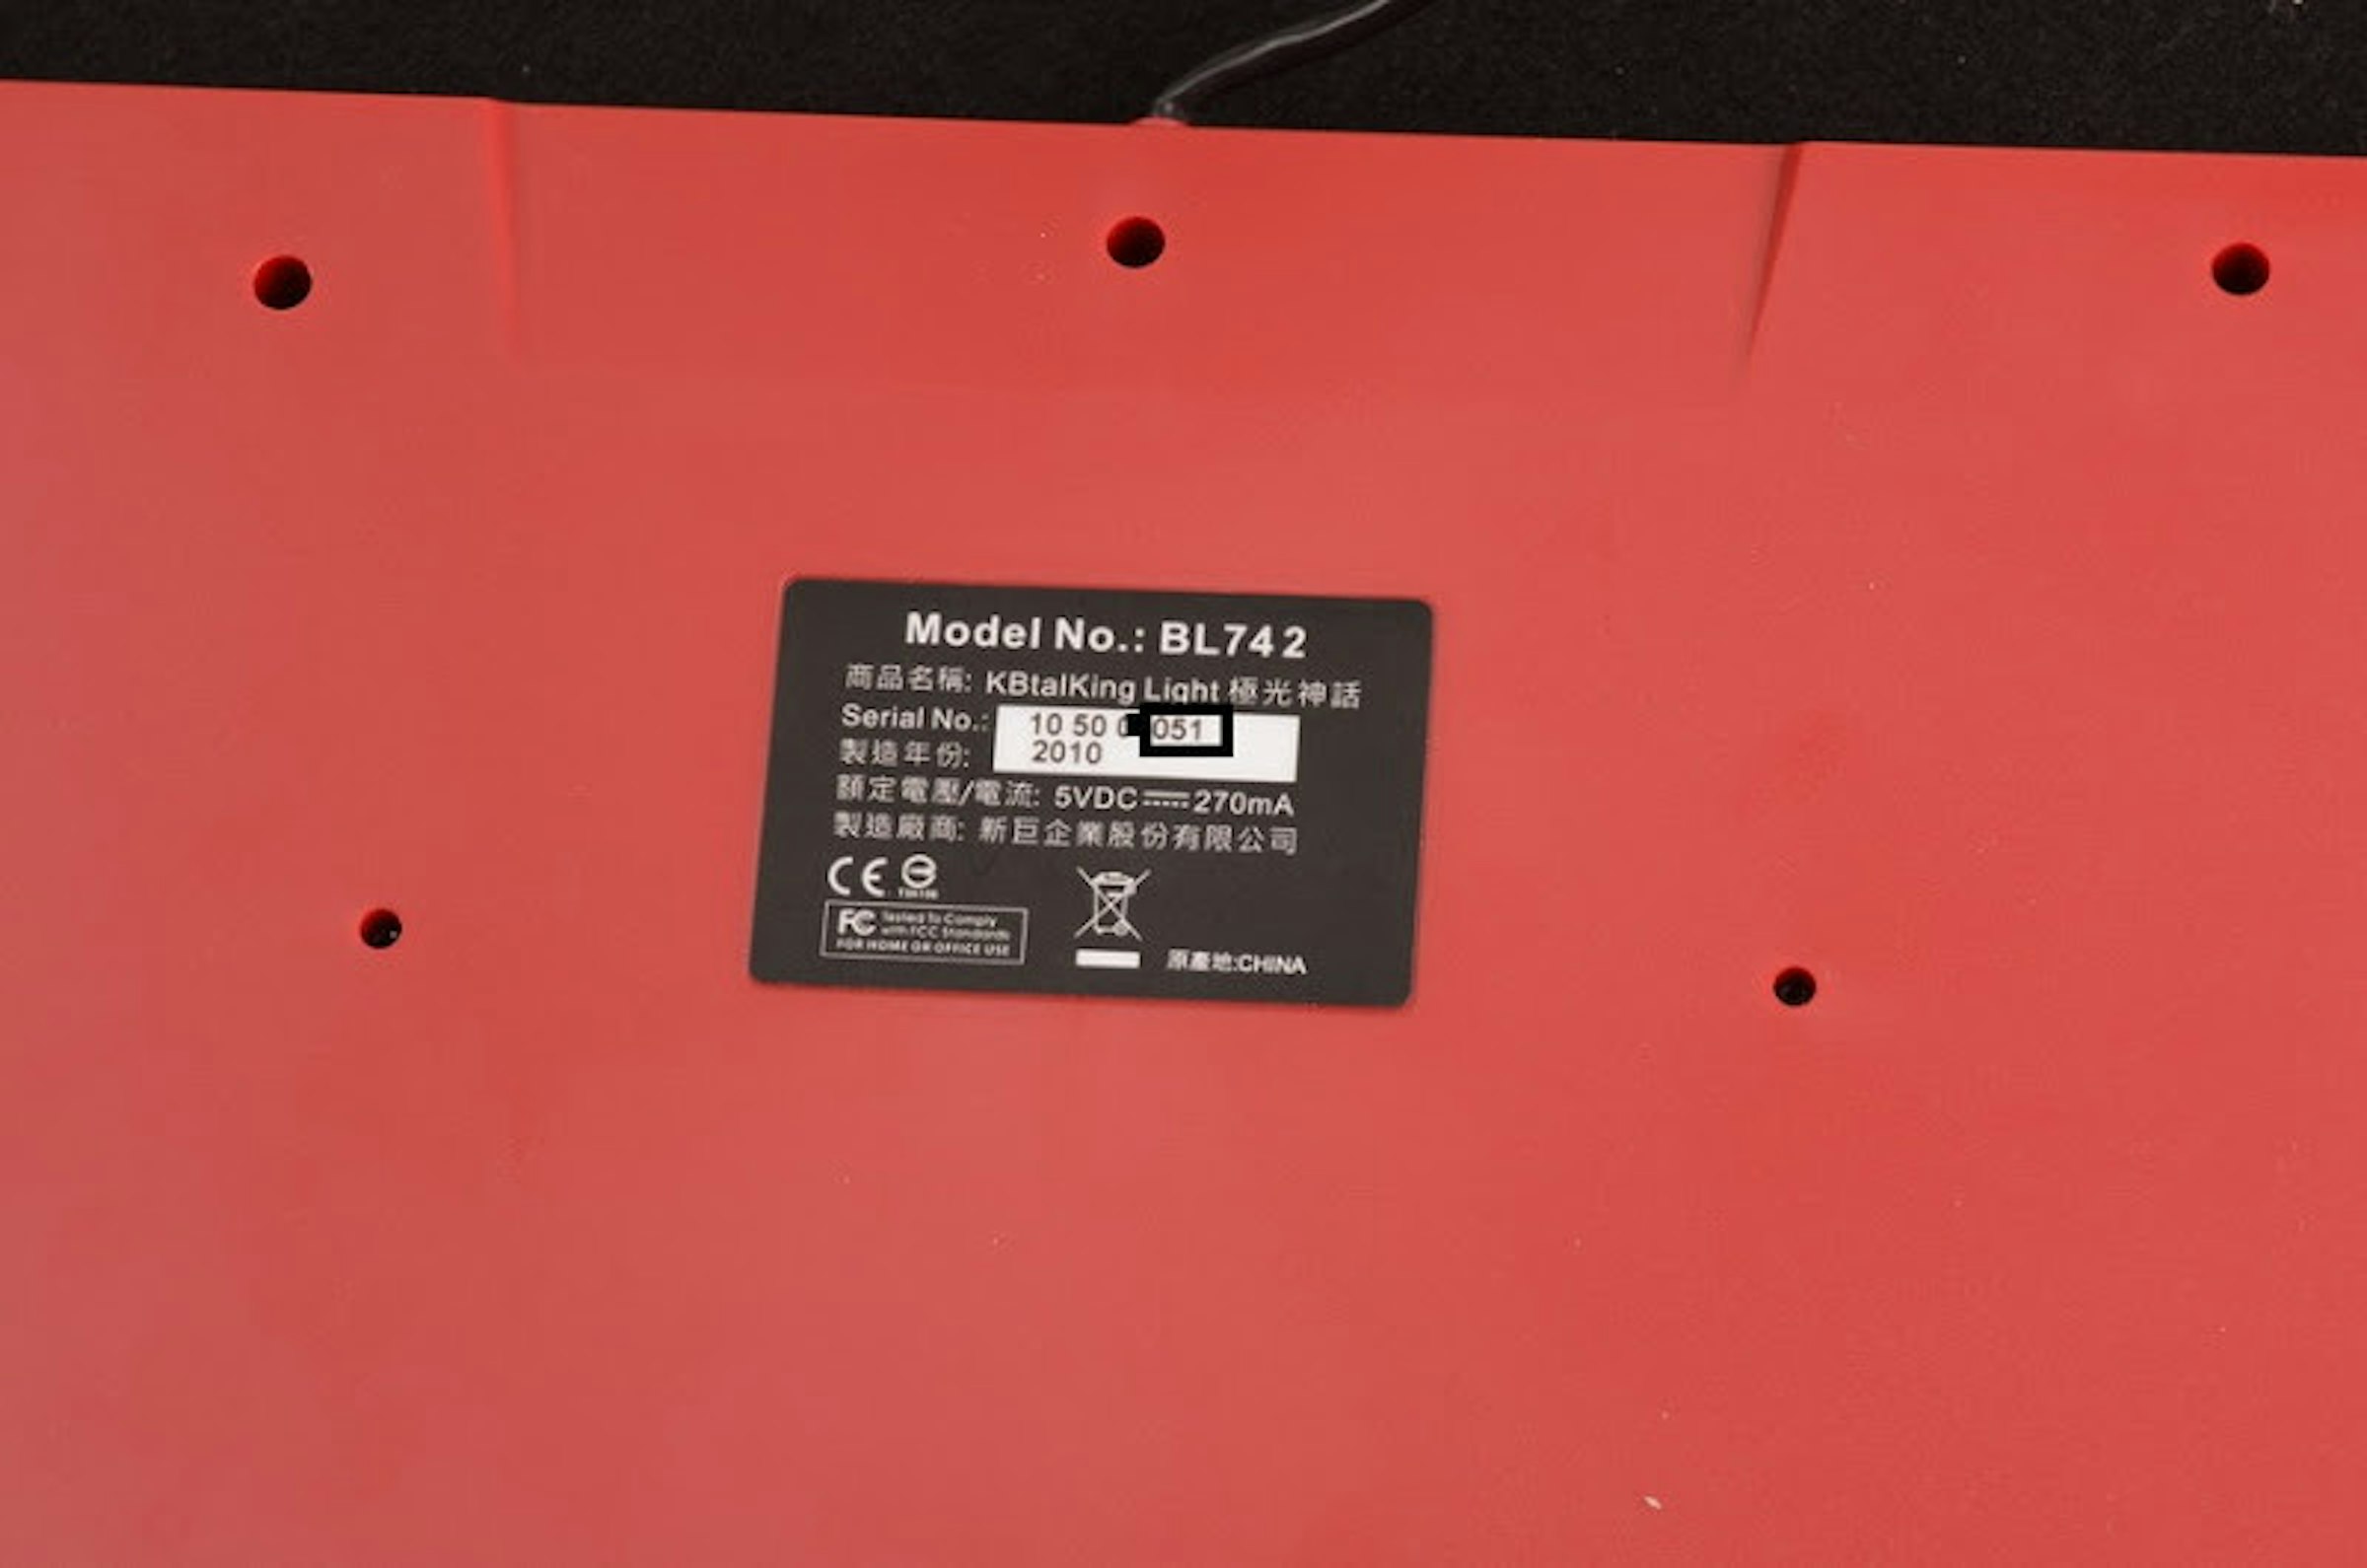 Model No.: BL742
商品名稱: KBtalKing Light 極光神話
Serial No.: 10 50 051
製造年份: 2010
額定電壓/電流: 5VDC 270mA
製造廠商: 新巨企業股份有限公司
CE
FC Tested To Comply
with FCC Standards
FOR HOME OR OFFICE USE
原產地:CHINA